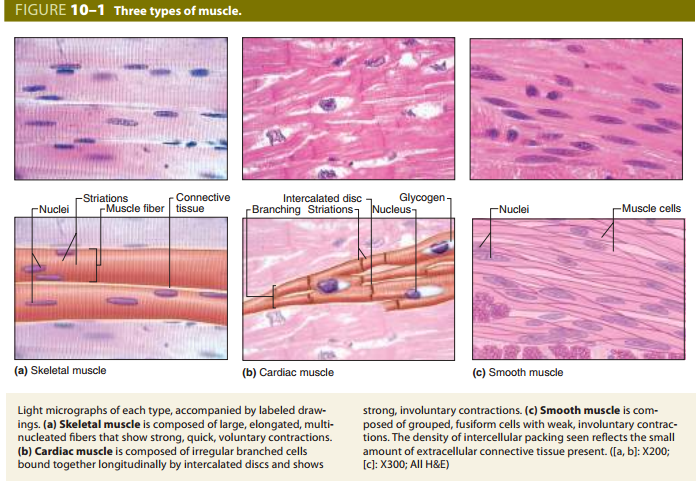 FIGURE 10–1 Three types of muscle.
Striations
Connective
Nuclei
Muscle fiber
tissue
Intercalated disc
Glycogen
Branching Striations
Nucleus
Nuclei
Muscle cells
(a) Skeletal muscle
(b) Cardiac muscle
(c) Smooth muscle
Light micrographs of each type, accompanied by labeled draw-
ings. (a) Skeletal muscle is composed of large, elongated, multi-
nucleated fibers that show strong, quick, voluntary contractions.
(b) Cardiac muscle is composed of irregular branched cells
bound together longitudinally by intercalated discs and shows
strong, involuntary contractions. (c) Smooth muscle is com-
posed of grouped, fusiform cells with weak, involuntary contrac-
tions. The density of intercellular packing seen reflects the small
amount of extracellular connective tissue present. ([a, b]: X200;
[c]: X300; All H&E)